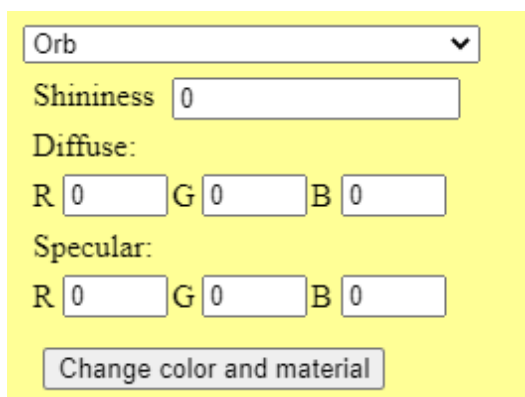 Orb
Shininess 0
Diffuse:
R 0 G 0 B 0
Specular:
R 0 G 0 B 0
Change color and material